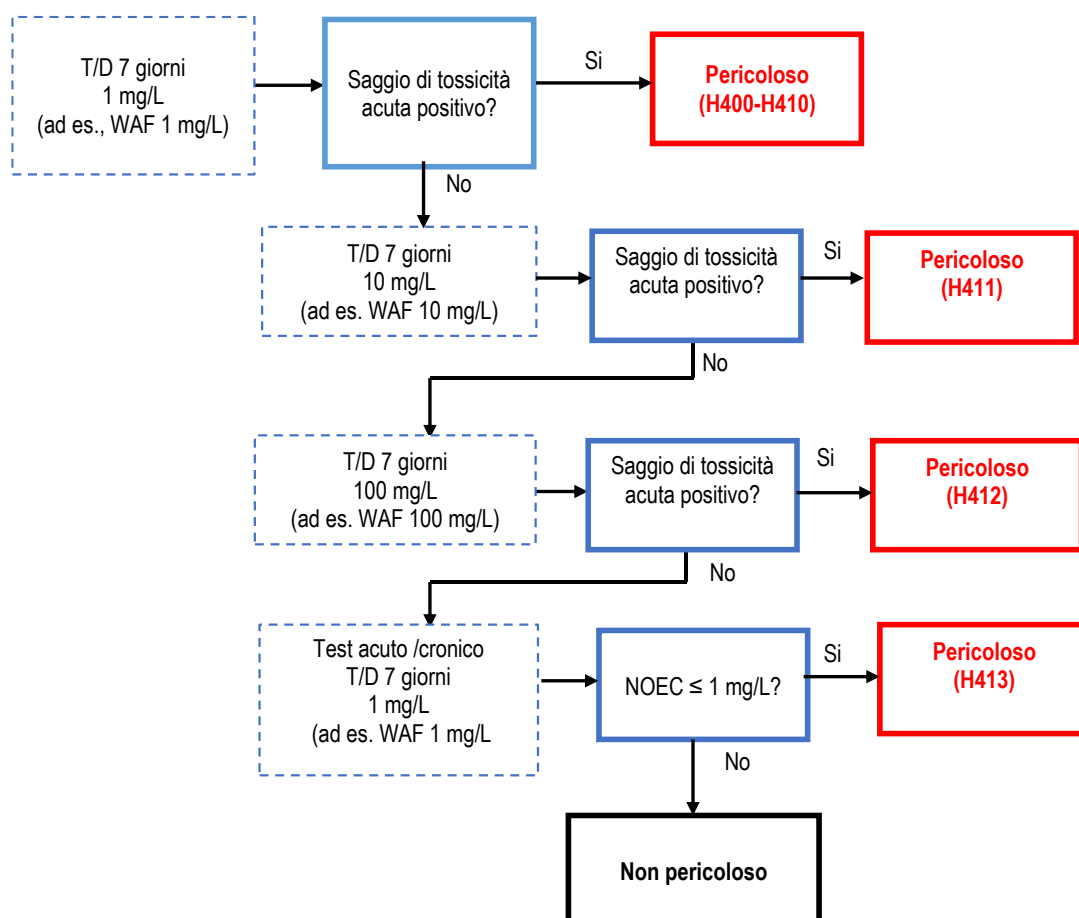 T/D 7 giorni
1 mg/L
(ad es., WAF 1 mg/L)
Saggio di tossicità
acuta positivo?
Si
Pericoloso
(H400-H410)
No
T/D 7 giorni
10 mg/L
(ad es. WAF 10 mg/L)
Saggio di tossicità
acuta positivo?
Si
Pericoloso
(H411)
No
T/D 7 giorni
100 mg/L
(ad es. WAF 100 mg/L)
Saggio di tossicità
acuta positivo?
Si
Pericoloso
(H412)
No
Test acuto /cronico
T/D 7 giorni
1 mg/L
(ad es. WAF 1 mg/L
NOEC ≤ 1 mg/L?
Si
Pericoloso
(H413)
No
Non pericoloso